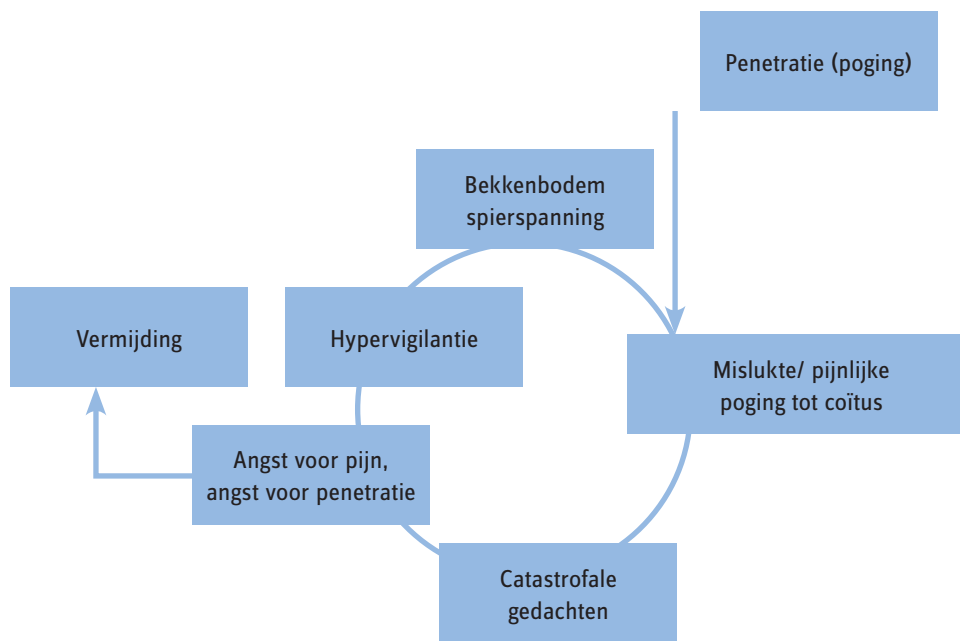 Penetratie (poging)
Bekkenbodem
spierspanning
Vermijding
Hypervigilantie
Mislukte/ pijnlijke
poging tot coïtus
Angst voor pijn,
angst voor penetratie
Catastrofale
gedachten